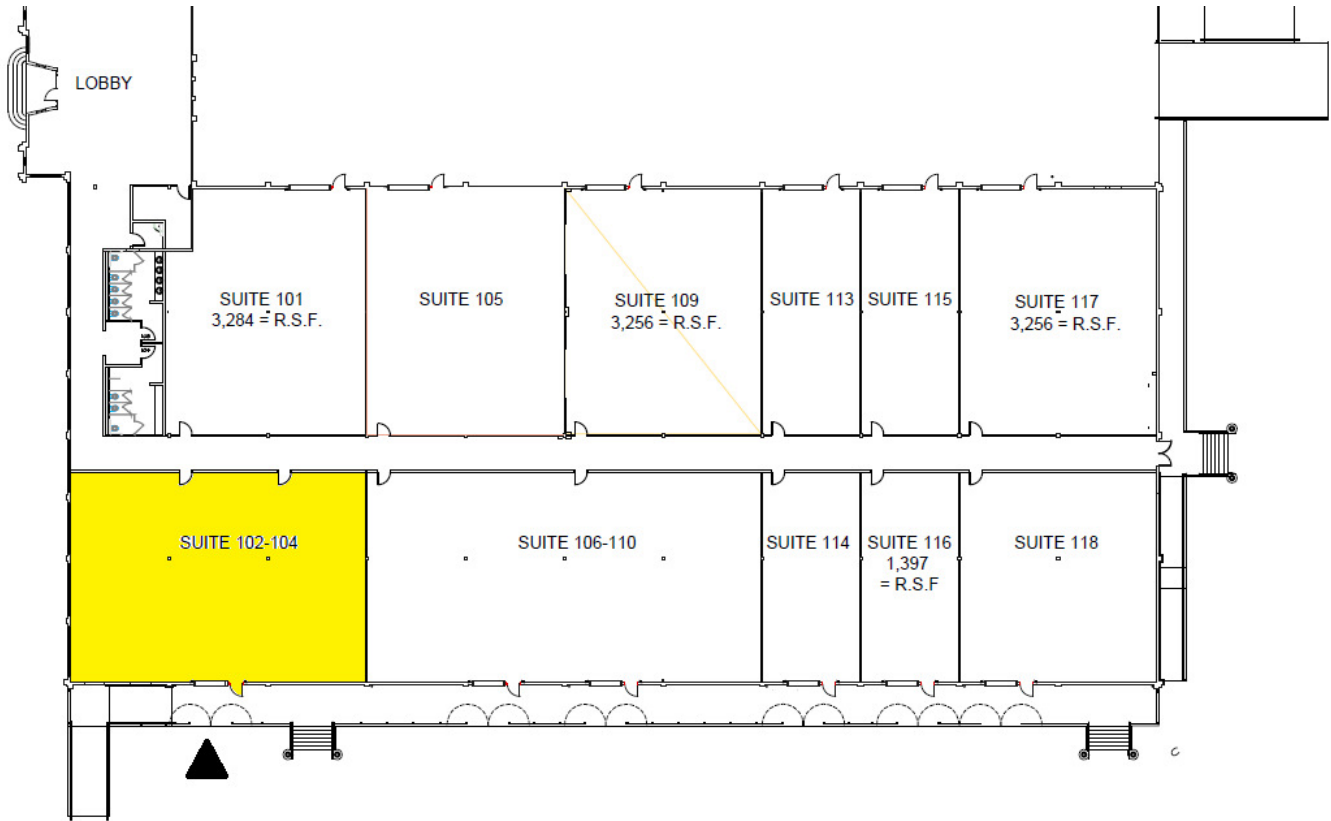 LOBBY
SUITE 101
3,284 = R.S.F.
SUITE 105
SUITE 109
3,256 = R.S.F.
SUITE 113
SUITE 115
SUITE 117
3,256 = R.S.F.
SUITE 102-104
SUITE 106-110
SUITE 114
SUITE 116
1,397
= R.S.F
SUITE 118